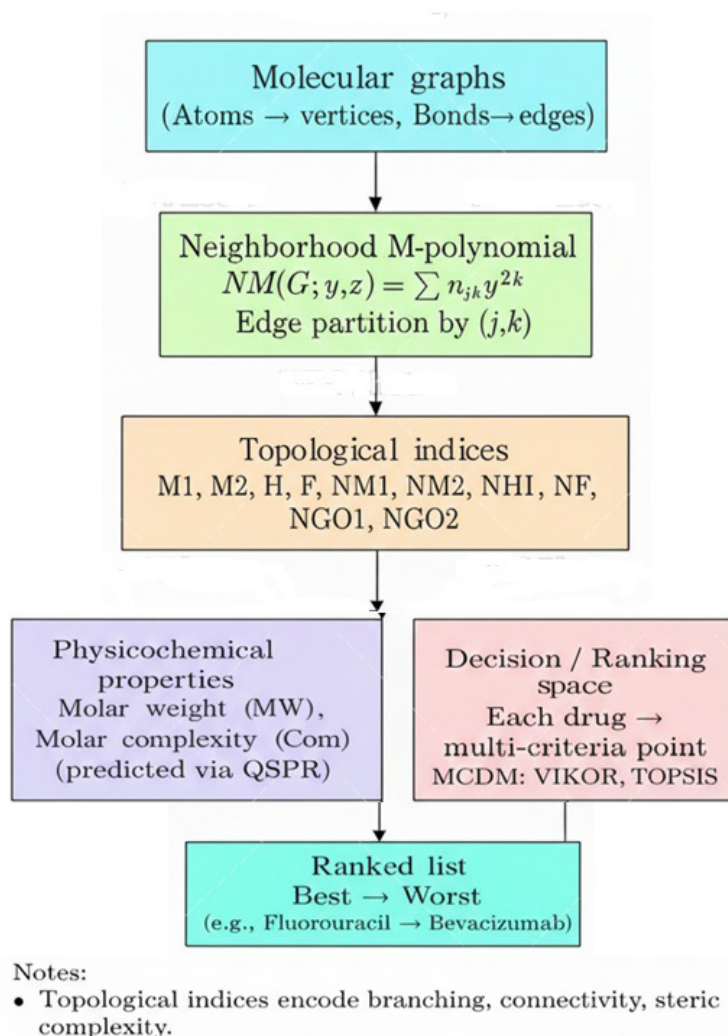 Molecular graphs
(Atoms → vertices, Bonds→edges)
Neighborhood M-polynomial
NM(G; y,z) = ∑ n_{jk} y^{2k}
Edge partition by (j,k)
Topological indices
M1, M2, H, F, NM1, NM2, NHI, NF,
NGO1, NGO2
Physicochemical
properties
Molar weight (MW),
Molar complexity (Com)
(predicted via QSPR)
Decision / Ranking
space
Each drug →
multi-criteria point
MCDM: VIKOR, TOPSIS
Ranked list
Best → Worst
(e., Fluorouracil → Bevacizumab)
Notes:
• Topological indices encode branching, connectivity, steric
complexity.